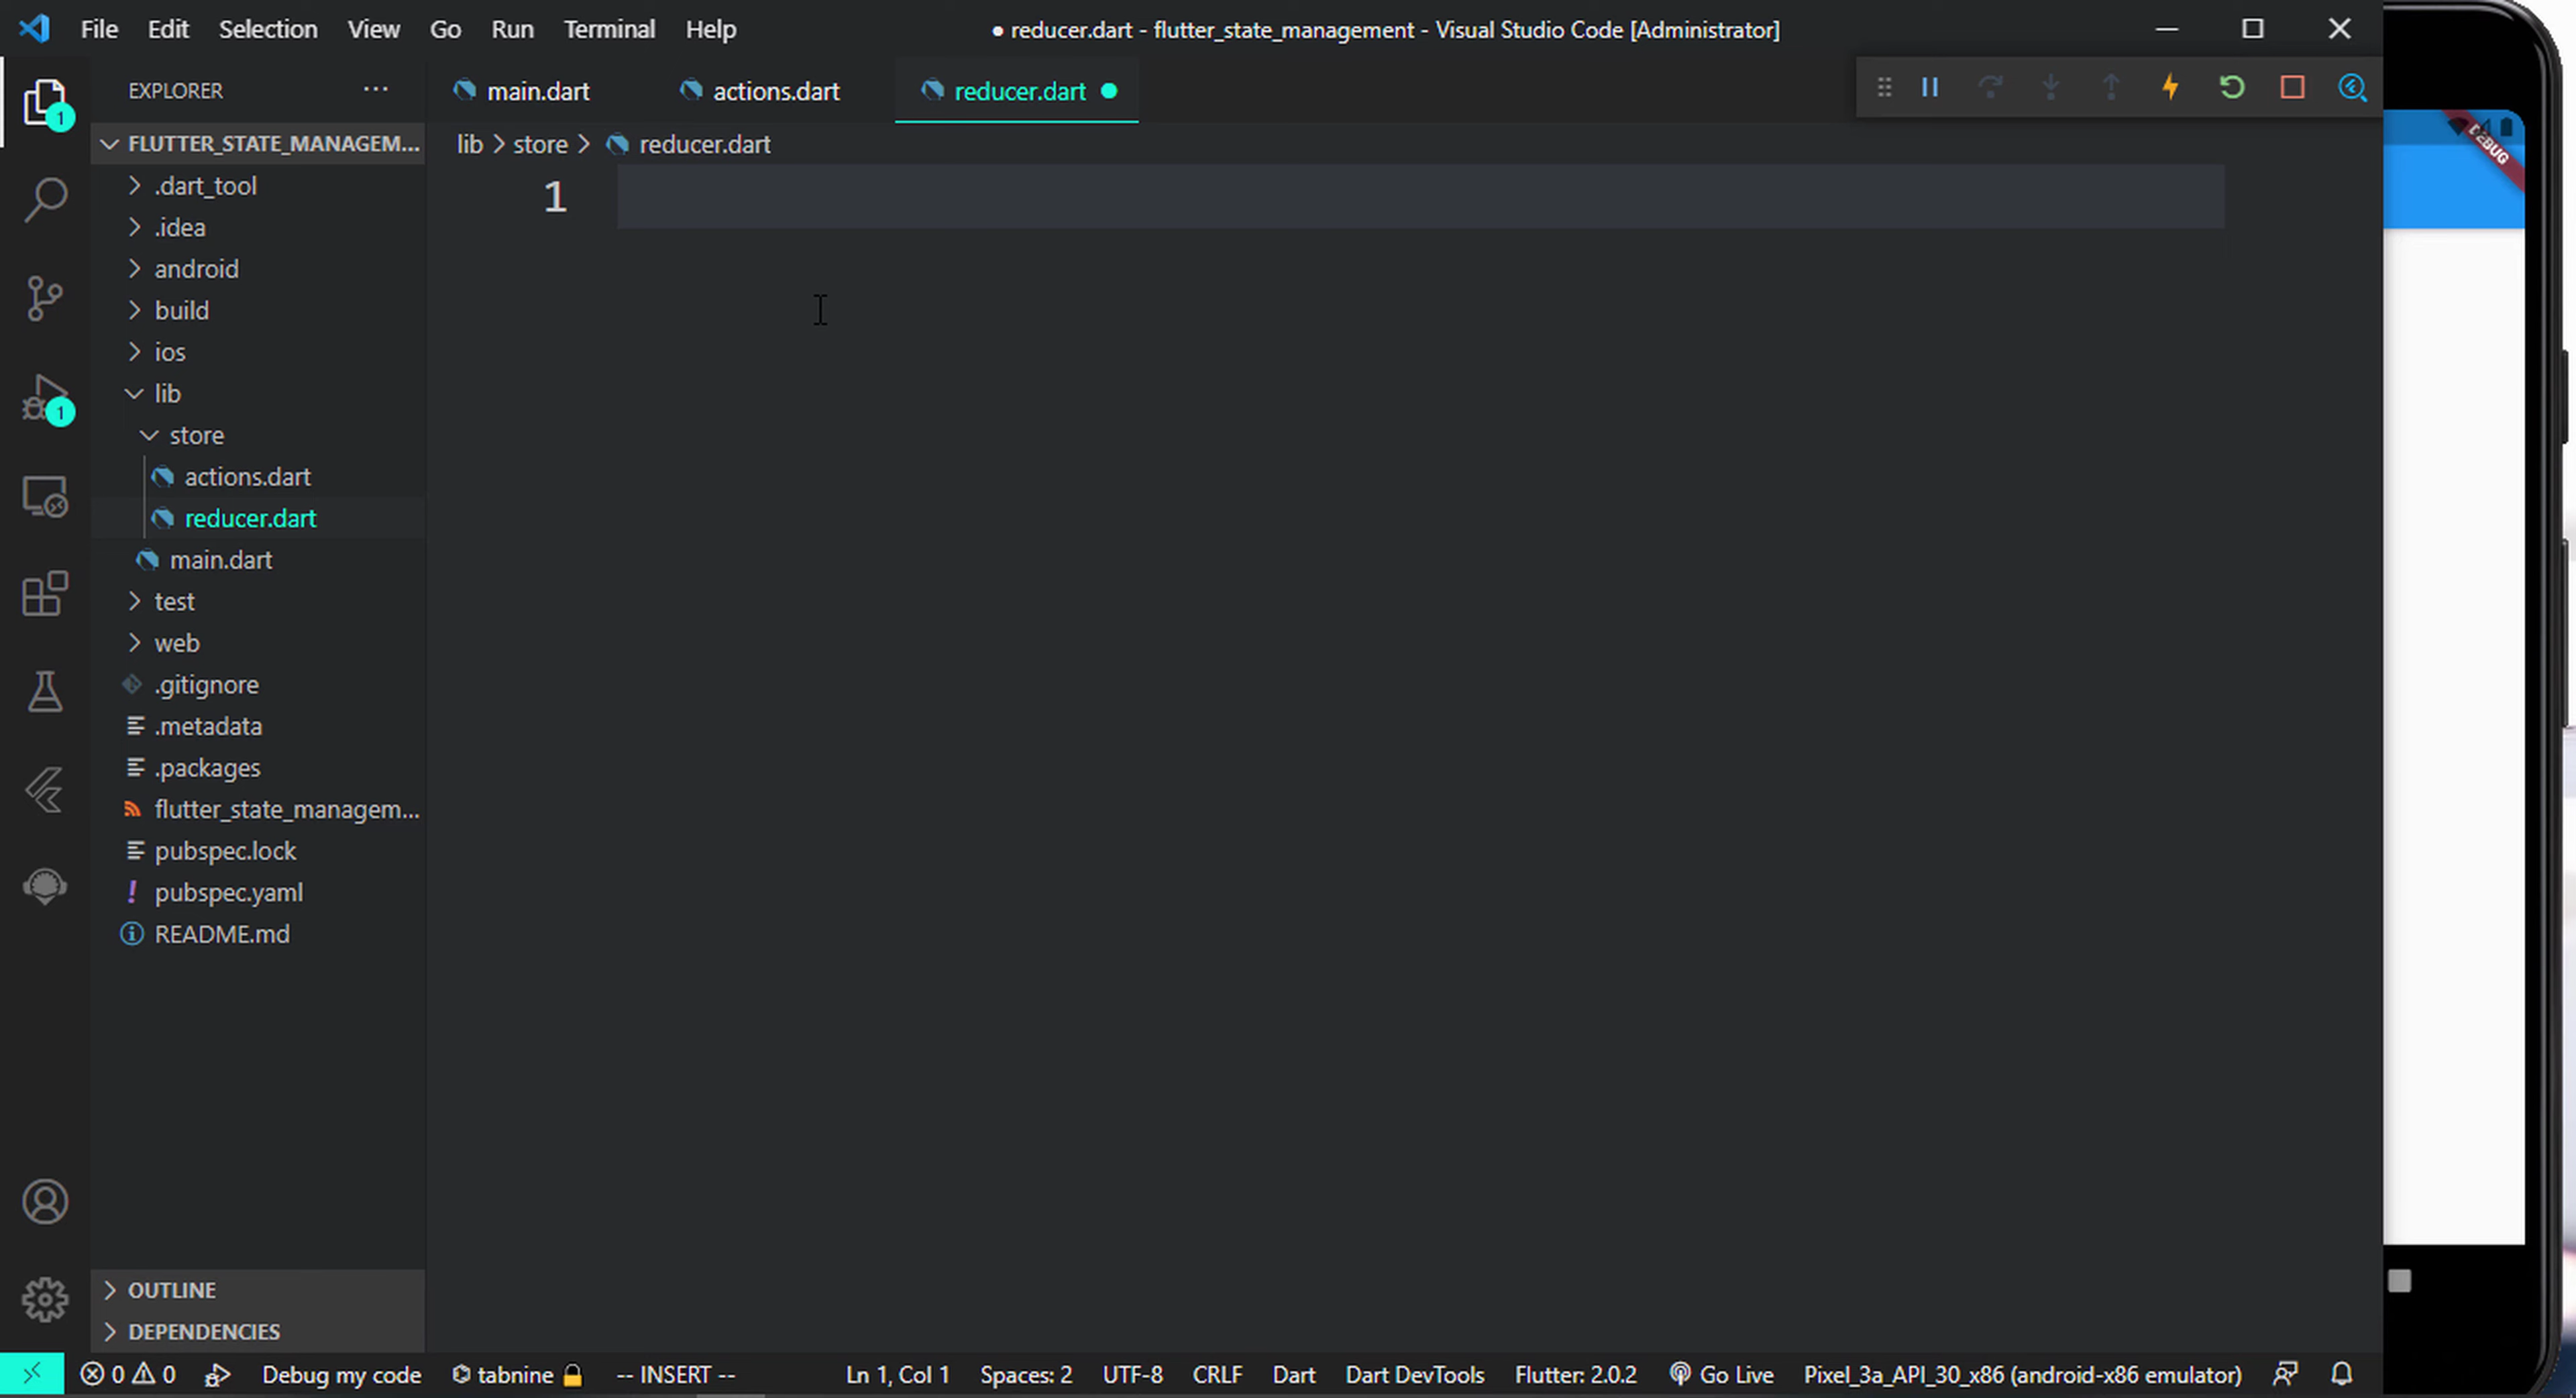 File Edit Selection View Go Run Terminal Help
● reducer.dart - flutter_state_management - Visual Studio Code [Administrator]
EXPLORER ...
main.dart
actions.dart
reducer.dart
FLUTTER_STATE_MANAGEM...
lib > store > reducer.dart
1
1
1
.dart_tool
.idea
android
build
ios
lib
store
actions.dart
reducer.dart
main.dart
test
web
.gitignore
.metadata
.packages
flutter_state_managem...
pubspec.lock
pubspec.yaml
README.md
OUTLINE
DEPENDENCIES
DEBUG
0 0 Debug my code tabnine -- INSERT -- Ln 1, Col 1 Spaces: 2 UTF-8 CRLF Dart Dart DevTools Flutter: 2.0.2 Go Live Pixel_3a_API_30_x86 (android-x86 emulator)